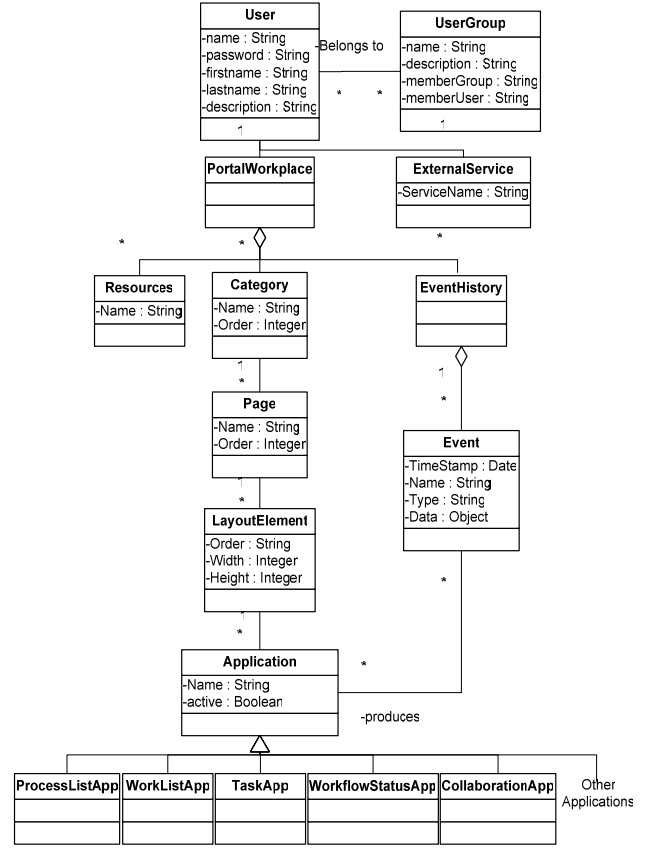 User
-name : String
-password : String
-firstname : String
-lastname : String
-description : String
-Belongs to
*
*
UserGroup
-name : String
-description : String
-memberGroup : String
-memberUser : String
1
1
PortalWorkplace
ExternalService
-ServiceName : String
*
*
*
Resources
-Name : String
Category
-Name : String
-Order : Integer
EventHistory
1
*
1
*
Page
-Name : String
-Order : Integer
Event
-TimeStamp : Date
-Name : String
-Type : String
-Data : Object
1
*
LayoutElement
-Order : String
-Width : Integer
-Height : Integer
1
*
*
*
Application
-Name : String
-active : Boolean
-produces
ProcessListApp
WorkListApp
TaskApp
WorkflowStatusApp
CollaborationApp
Other
Applications